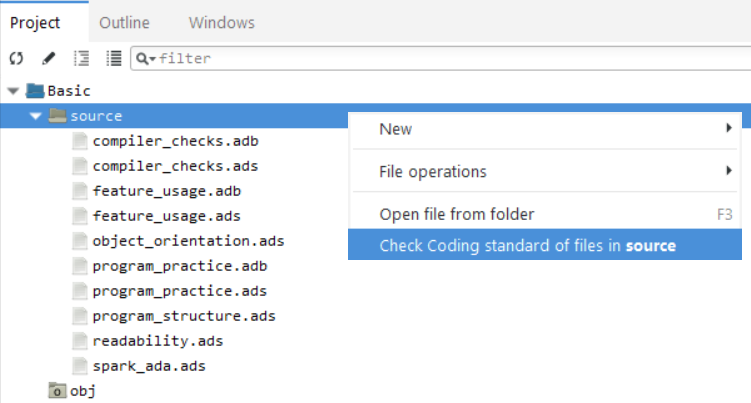 Project Outline Windows
filter
Basic
source
New
compiler_checks.adb
compiler_checks.ads
File operations
feature_usage.adb
feature_usage.ads
Open file from folder F3
object_orientation.ads
Check Coding standard of files in source
program_practice.adb
program_practice.ads
program_structure.ads
readability.ads
spark_ada.ads
obj